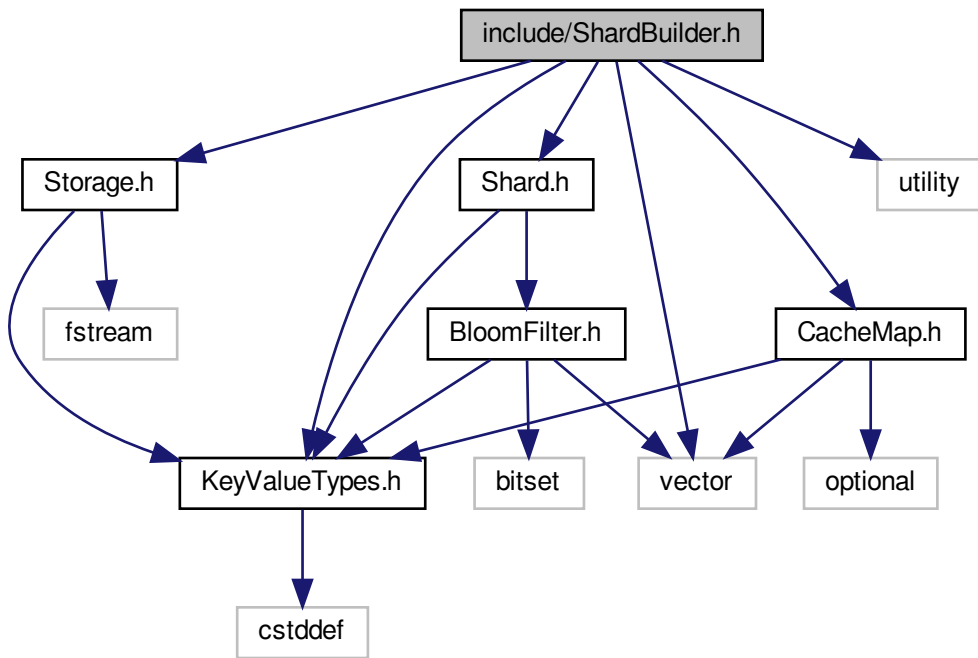 include/ShardBuilder.h
Storage.h
Shard.h
utility
fstream
BloomFilter.h
CacheMap.h
KeyValueTypes.h
bitset
vector
optional
cstddef